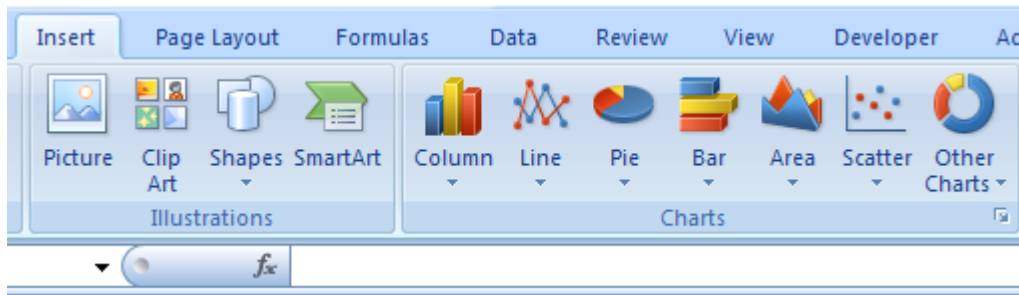 Insert Page Layout Formulas Data Review View Developer
Picture Clip Art Shapes SmartArt Column Line Pie Bar Area Scatter Other Charts
Illustrations Charts
fx